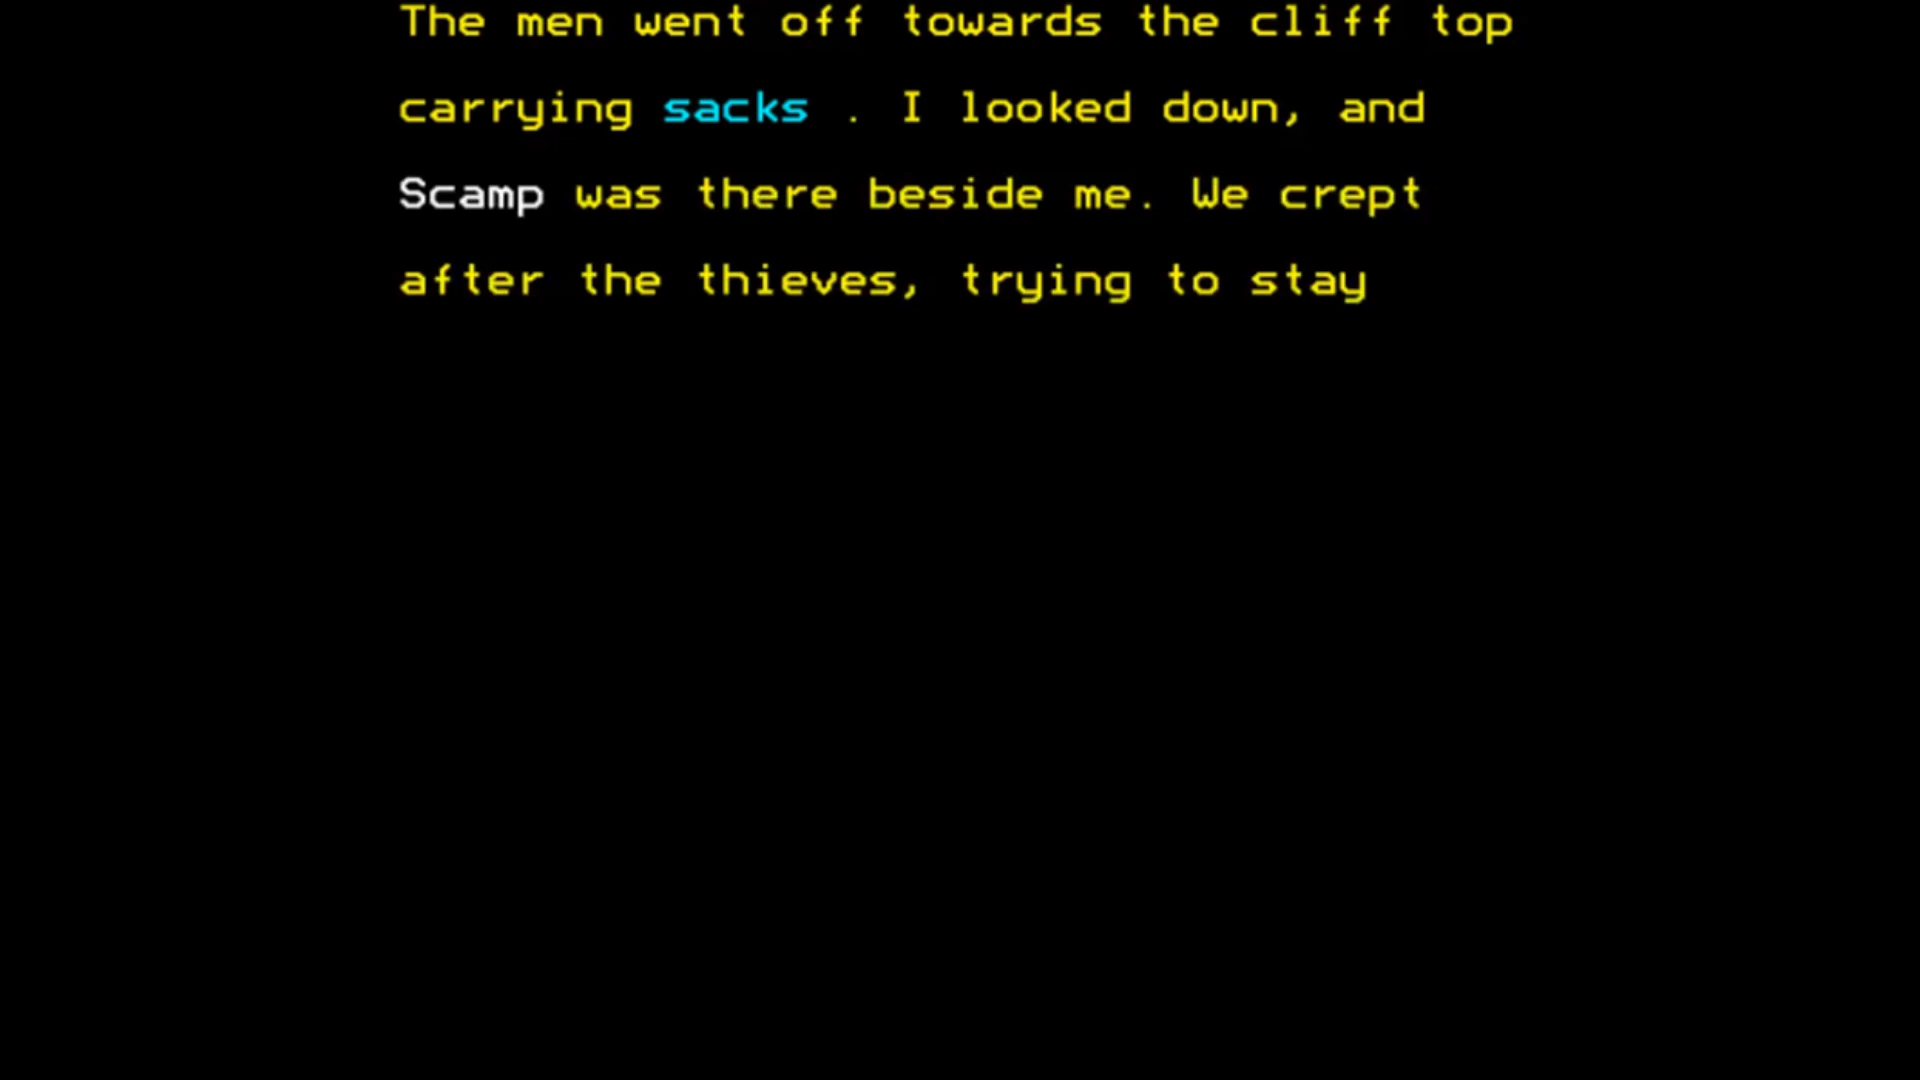 The men went off towards the cliff top
carrying sacks . I looked down, and
Scamp was there beside me. We crept
after the thieves, trying to stay